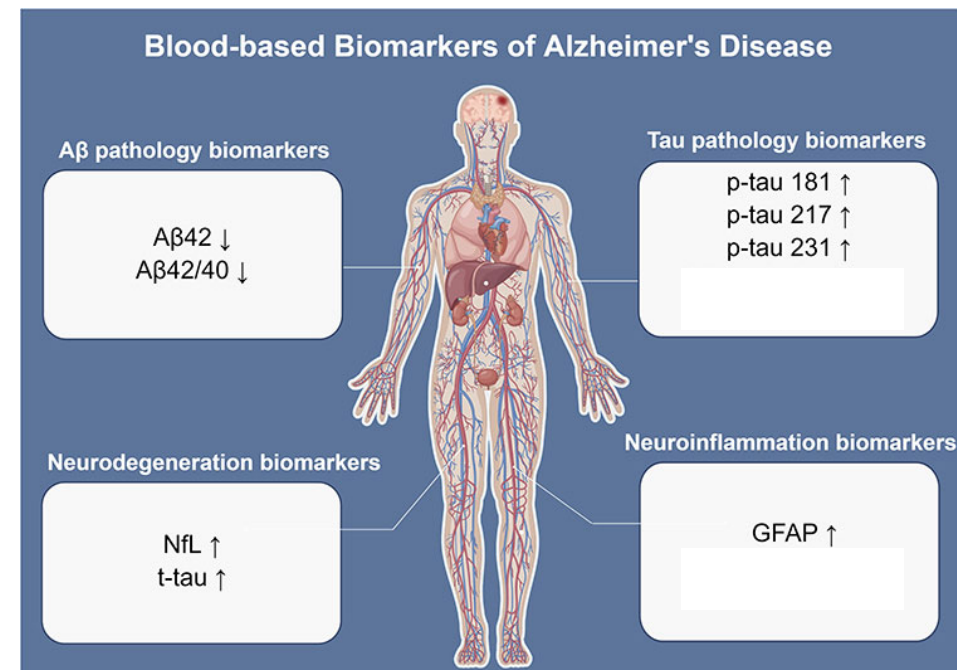 Blood-based Biomarkers of Alzheimer's Disease
Aβ pathology biomarkers
Aβ42 ↓
Aβ42/40 ↓
Tau pathology biomarkers
p-tau 181 ↑
p-tau 217 ↑
p-tau 231 ↑
Neurodegeneration biomarkers
NfL ↑
t-tau ↑
Neuroinflammation biomarkers
GFAP ↑